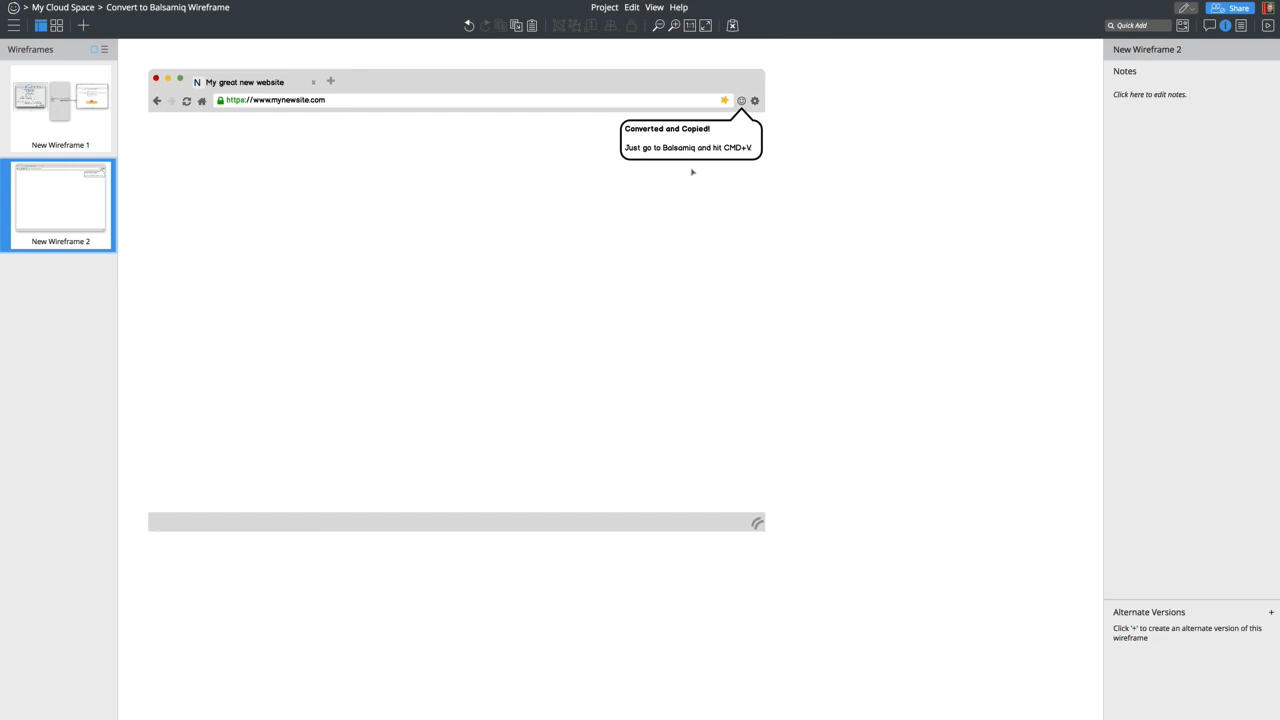 > My Cloud Space > Convert to Balsamiq Wireframe
Project Edit View Help
Share
1:1
Quick Add
Wireframes
New Wireframe 1
New Wireframe 2
N My great new website x
https://www.mynewsite.com
Converted and Copied!
Just go to Balsamiq and hit CMD+V.
New Wireframe 2
Notes
Click here to edit notes.
Alternate Versions +
Click '+' to create an alternate version of this
wireframe